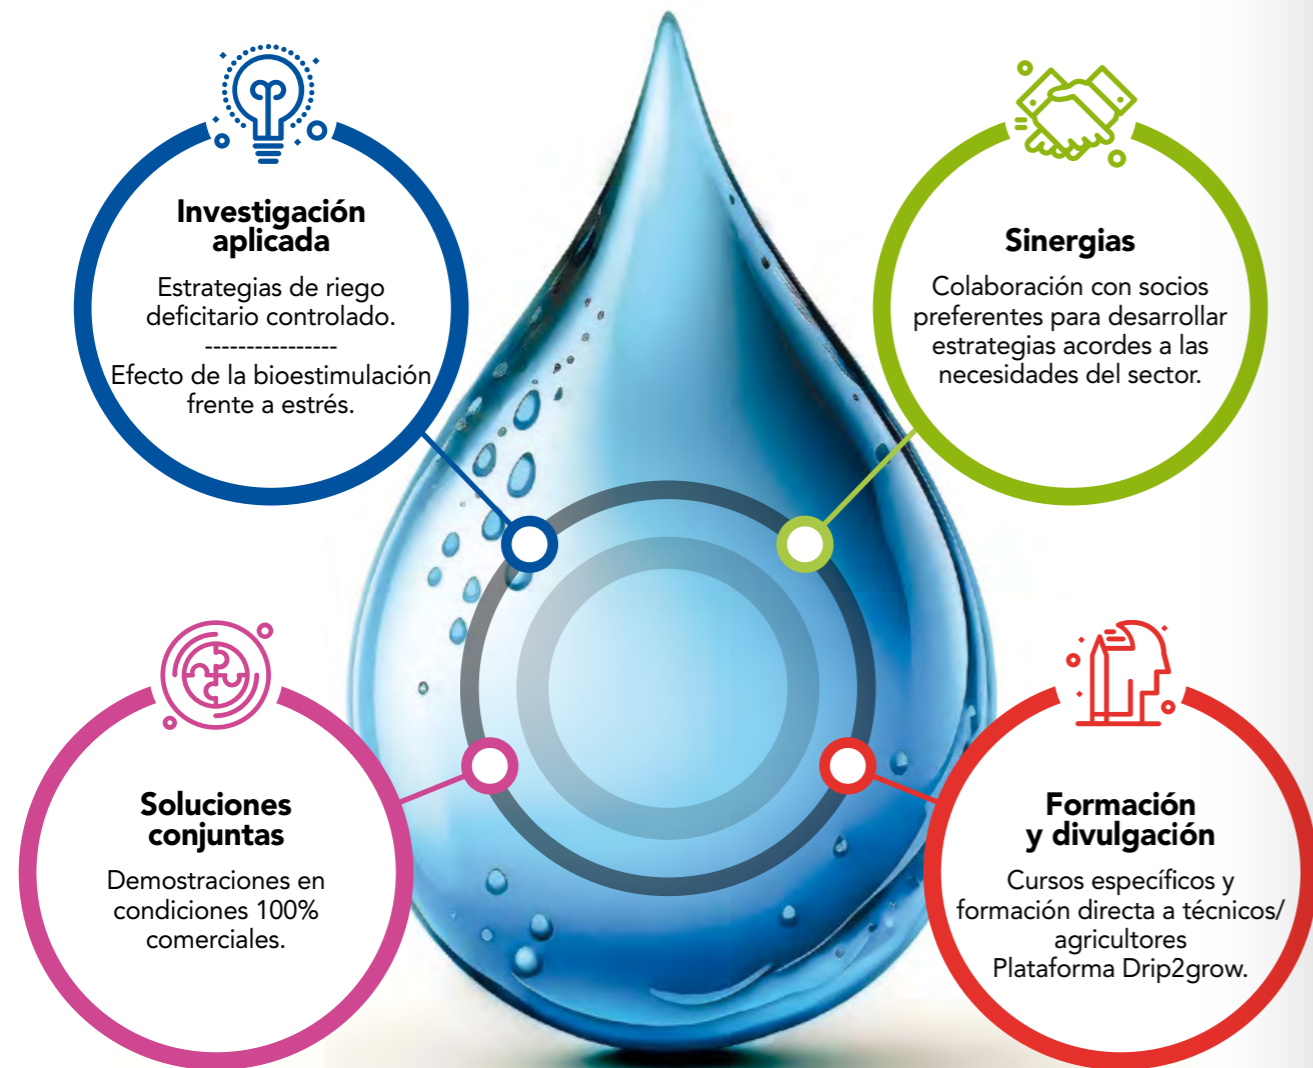 Investigación
aplicada
Estrategias de riego
deficitario controlado.
----------------
Efecto de la bioestimulación
frente a estrés.
Sinergias
Colaboración con socios
preferentes para desarrollar
estrategias acordes a las
necesidades del sector.
Soluciones
conjuntas
Demostraciones en
condiciones 100%
comerciales.
Formación
y divulgación
Cursos específicos y
formación directa a técnicos/
agricultores
Plataforma Drip2grow.